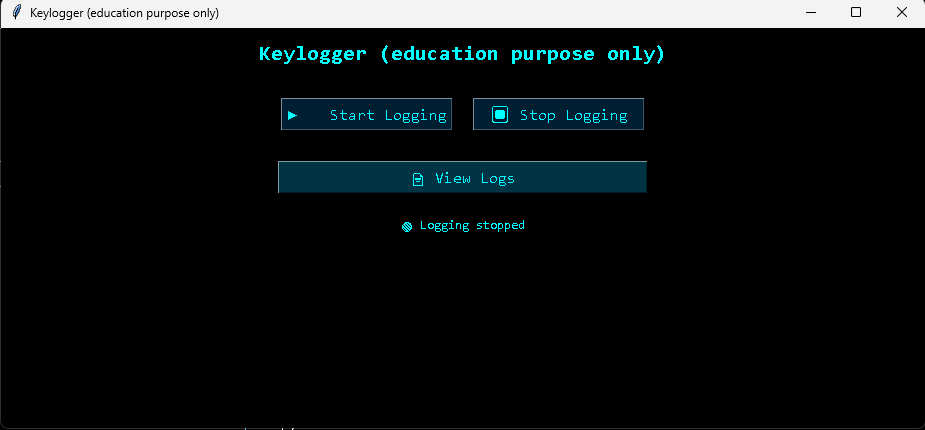 Keylogger (education purpose only)
Keylogger (education purpose only)
Start Logging
Stop Logging
View Logs
Logging stopped